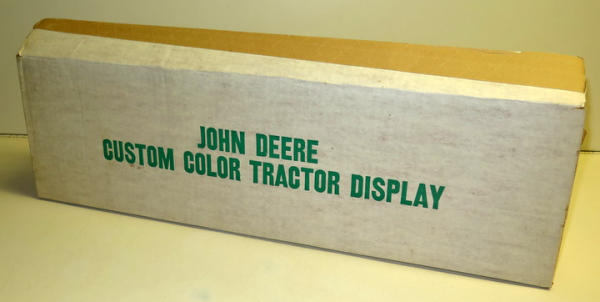 JOHN DEERE
CUSTOM COLOR TRACTOR DISPLAY